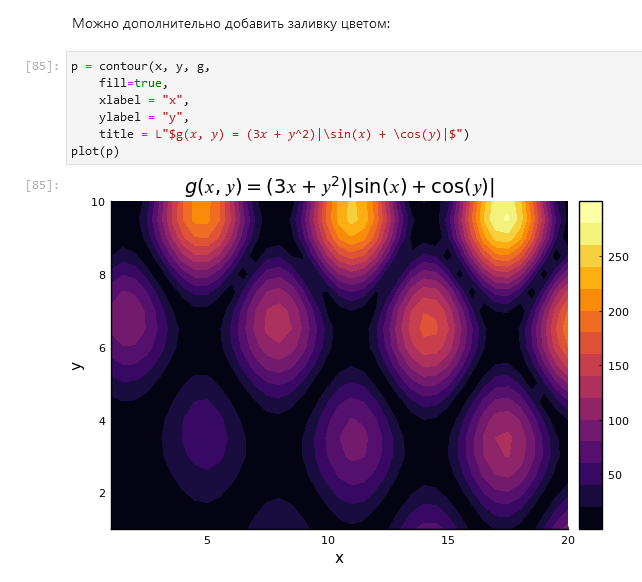 Можно дополнительно добавить заливку цветом:
[85]: p = contour(x, y, g,
fill=true,
xlabel = "x",
ylabel = "y",
title = L"$g(x, y) = (3x + y^2)|\sin(x) + \cos(y)|$")
plot(p)
[85]:
g(x, y) = (3x + y²)|sin(x) + cos(y)|
10
8
6
4
2
y
5 10 15 20
x
250
200
150
100
50